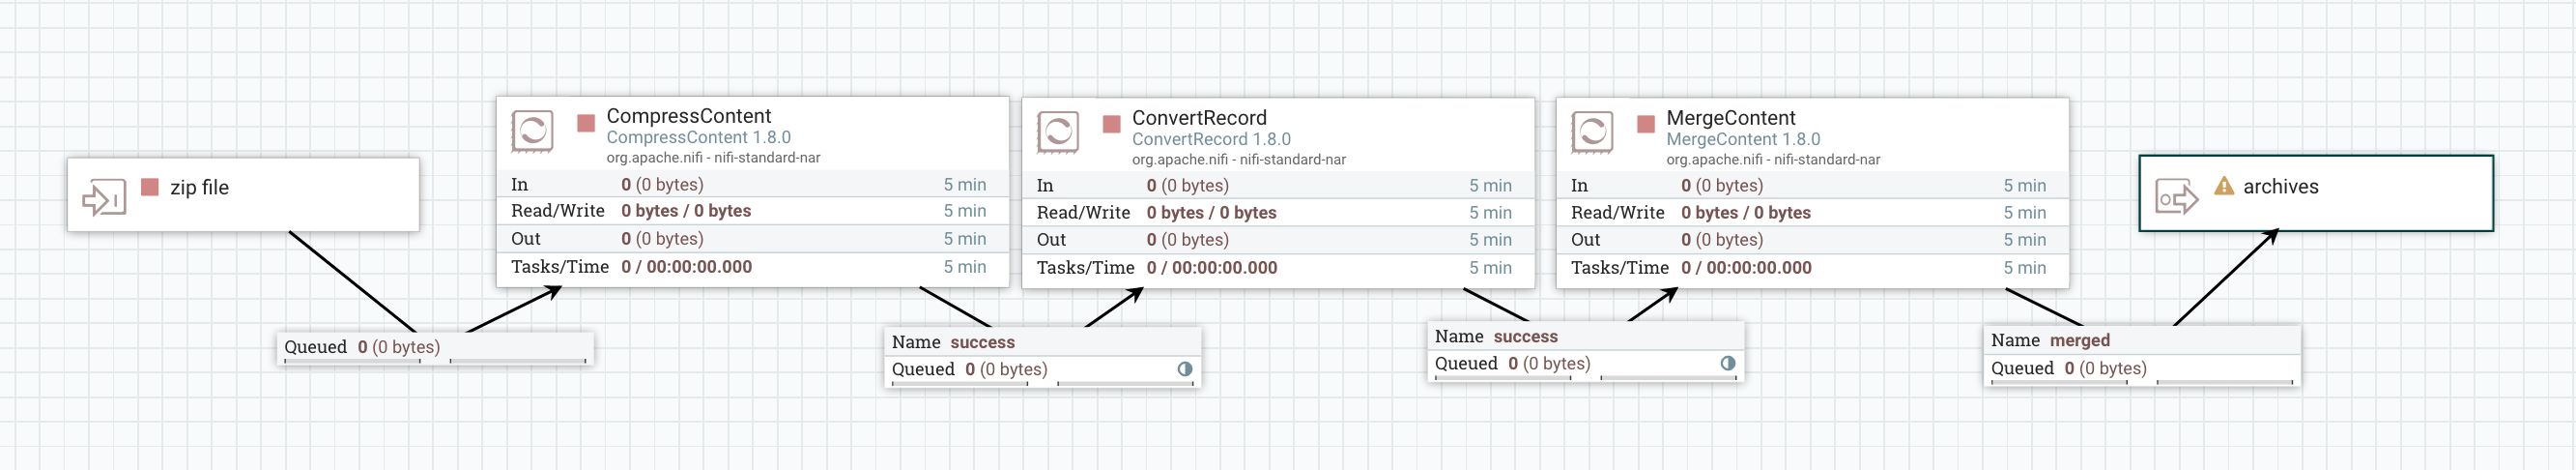 zip file
Queued 0 (0 bytes)
CompressContent
CompressContent 1.8.0
org.apache.nifi - nifi-standard-nar
In 0 (0 bytes) 5 min
Read/Write 0 bytes / 0 bytes 5 min
Out 0 (0 bytes) 5 min
Tasks/Time 0 / 00:00:00.000 5 min
Name success
Queued 0 (0 bytes)
ConvertRecord
ConvertRecord 1.8.0
org.apache.nifi - nifi-standard-nar
In 0 (0 bytes) 5 min
Read/Write 0 bytes / 0 bytes 5 min
Out 0 (0 bytes) 5 min
Tasks/Time 0 / 00:00:00.000 5 min
Name success
Queued 0 (0 bytes)
MergeContent
MergeContent 1.8.0
org.apache.nifi - nifi-standard-nar
In 0 (0 bytes) 5 min
Read/Write 0 bytes / 0 bytes 5 min
Out 0 (0 bytes) 5 min
Tasks/Time 0 / 00:00:00.000 5 min
Name merged
Queued 0 (0 bytes)
archives